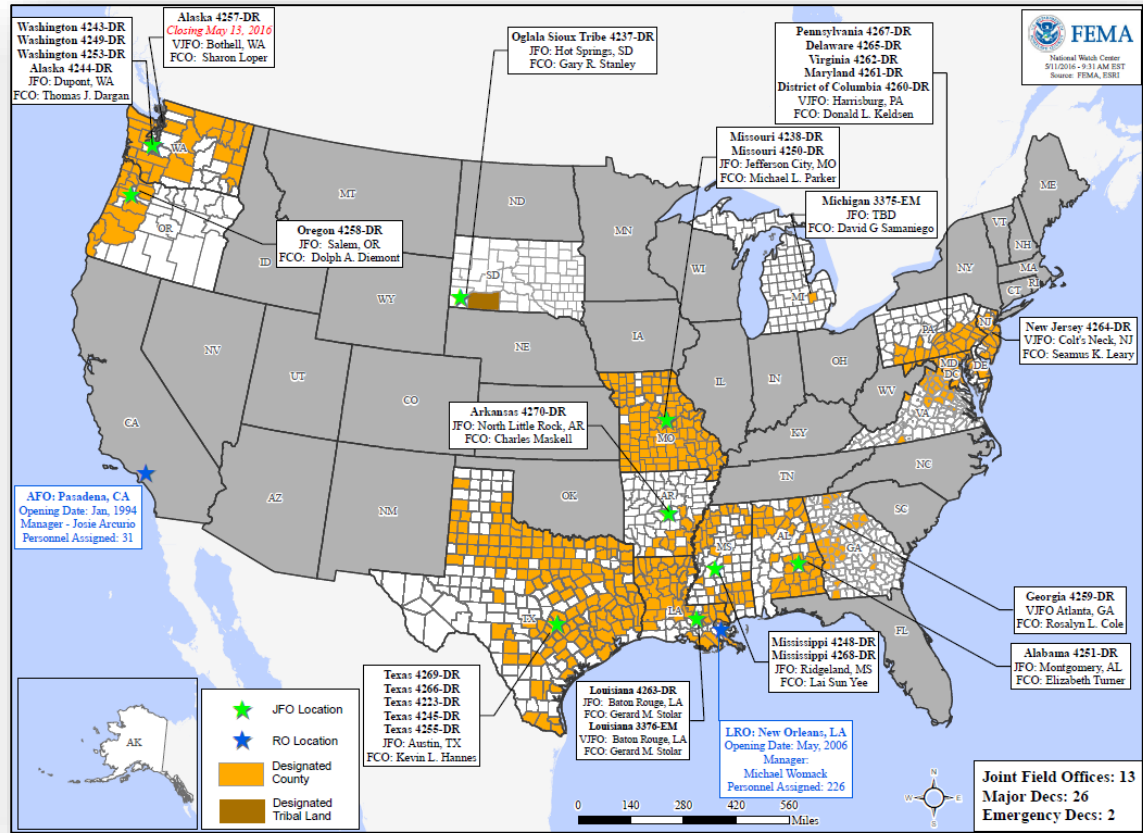 Washington 4243-DR
Washington 4249-DR
Washington 4253-DR
Alaska 4244-DR
JFO: Dupont, WA
FCO: Thomas J. Dargan
Alaska 4257-DR
Closing May 13, 2016
VJFO: Bothell, WA
FCO: Sharon Loper
Oglala Sioux Tribe 4237-DR
JFO: Hot Springs, SD
FCO: Gary R. Stanley
Pennsylvania 4267-DR
Delaware 4265-DR
Virginia 4262-DR
Maryland 4261-DR
District of Columbia 4260-DR
VJFO: Harrisburg, PA
FCO: Donald L. Keldsen
FEMA
National Watch Center
5/11/2016 - 9:31 AM EST
Source: FEMA, ESRI
Missouri 4238-DR
Missouri 4250-DR
JFO: Jefferson City, MO
FCO: Michael L. Parker
Michigan 3375-EM
JFO: TBD
FCO: David G Samaniego
Oregon 4258-DR
JFO: Salem, OR
FCO: Dolph A. Diemont
New Jersey 4264-DR
VJFO: Colt's Neck, NJ
FCO: Seamus K. Leary
Arkansas 4270-DR
JFO: North Little Rock, AR
FCO: Charles Maskell
AFO: Pasadena, CA
Opening Date: Jan, 1994
Manager - Josie Arcurio
Personnel Assigned: 31
Georgia 4259-DR
VJFO Atlanta, GA
FCO: Rosalyn L. Cole
Alabama 4251-DR
JFO: Montgomery, AL
FCO: Elizabeth Turner
Mississippi 4248-DR
Mississippi 4268-DR
JFO: Ridgeland, MS
FCO: Lai Sun Yee
Texas 4269-DR
Texas 4266-DR
Texas 4223-DR
Texas 4245-DR
Texas 4255-DR
JFO: Austin, TX
FCO: Kevin L. Hannes
Louisiana 4263-DR
JFO: Baton Rouge, LA
FCO: Gerard M. Stolar
Louisiana 3376-EM
VJFO: Baton Rouge, LA
FCO: Gerard M. Stolar
LRO: New Orleans, LA
Opening Date: May, 2006
Manager:
Michael Womack
Personnel Assigned: 226
WA
OR
MT
ID
WY
ND
SD
NE
MN
WI
IA
MI
ME
VT
NH
NY
MA
CT
RI
PA
NJ
MD
DC
DE
OH
IN
IL
WV
VA
KY
NC
TN
SC
NV
UT
CO
CA
AZ
NM
OK
MO
AR
MS
AL
GA
TX
LA
FL
AK
JFO Location
RO Location
Designated
County
Designated
Tribal Land
0 140 280 420 560
Miles
N
W
E
S
Joint Field Offices: 13
Major Decs: 26
Emergency Decs: 2